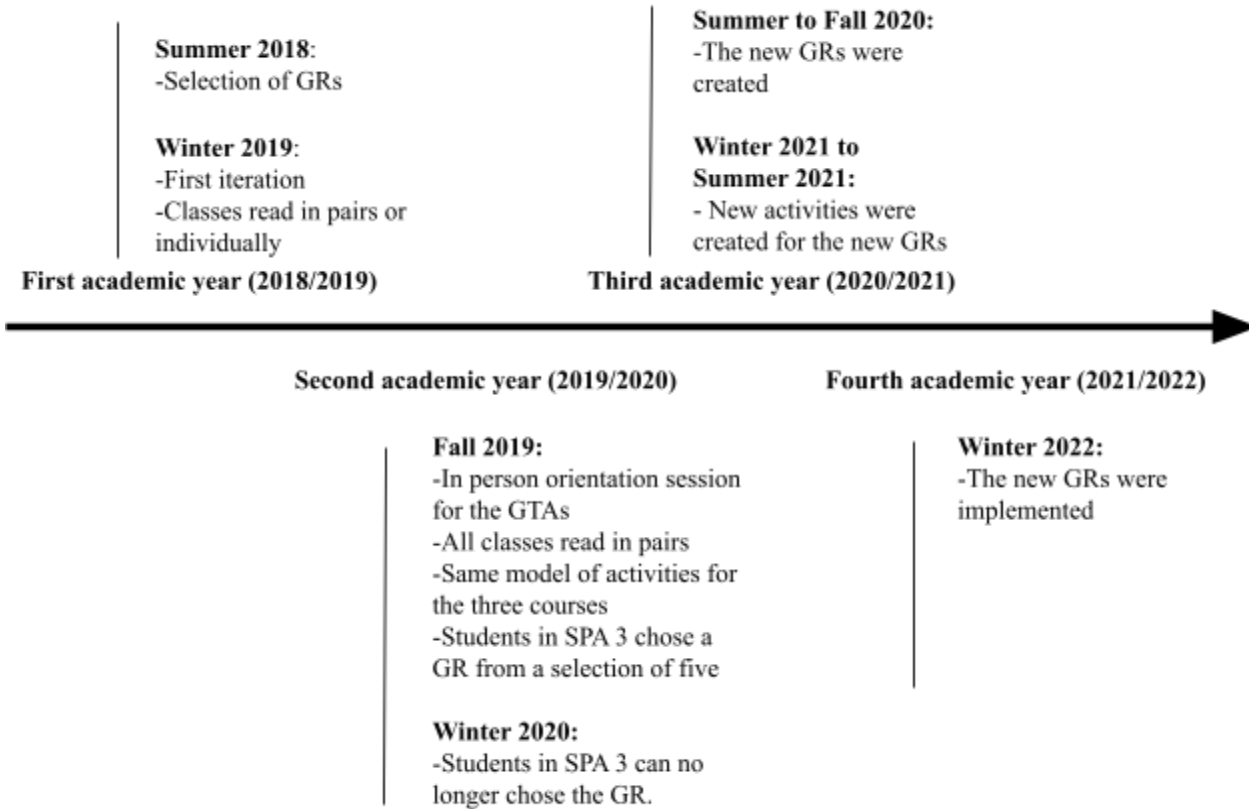 Summer 2018:
-Selection of GRs
Winter 2019:
-First iteration
-Classes read in pairs or
individually
First academic year (2018/2019)
Summer to Fall 2020:
-The new GRs were
created
Winter 2021 to
Summer 2021:
- New activities were
created for the new GRs
Third academic year (2020/2021)
Second academic year (2019/2020)
Fall 2019:
-In person orientation session
for the GTAs
-All classes read in pairs
-Same model of activities for
the three courses
-Students in SPA 3 chose a
GR from a selection of five
Winter 2020:
-Students in SPA 3 can no
longer chose the GR.
Fourth academic year (2021/2022)
Winter 2022:
-The new GRs were
implemented